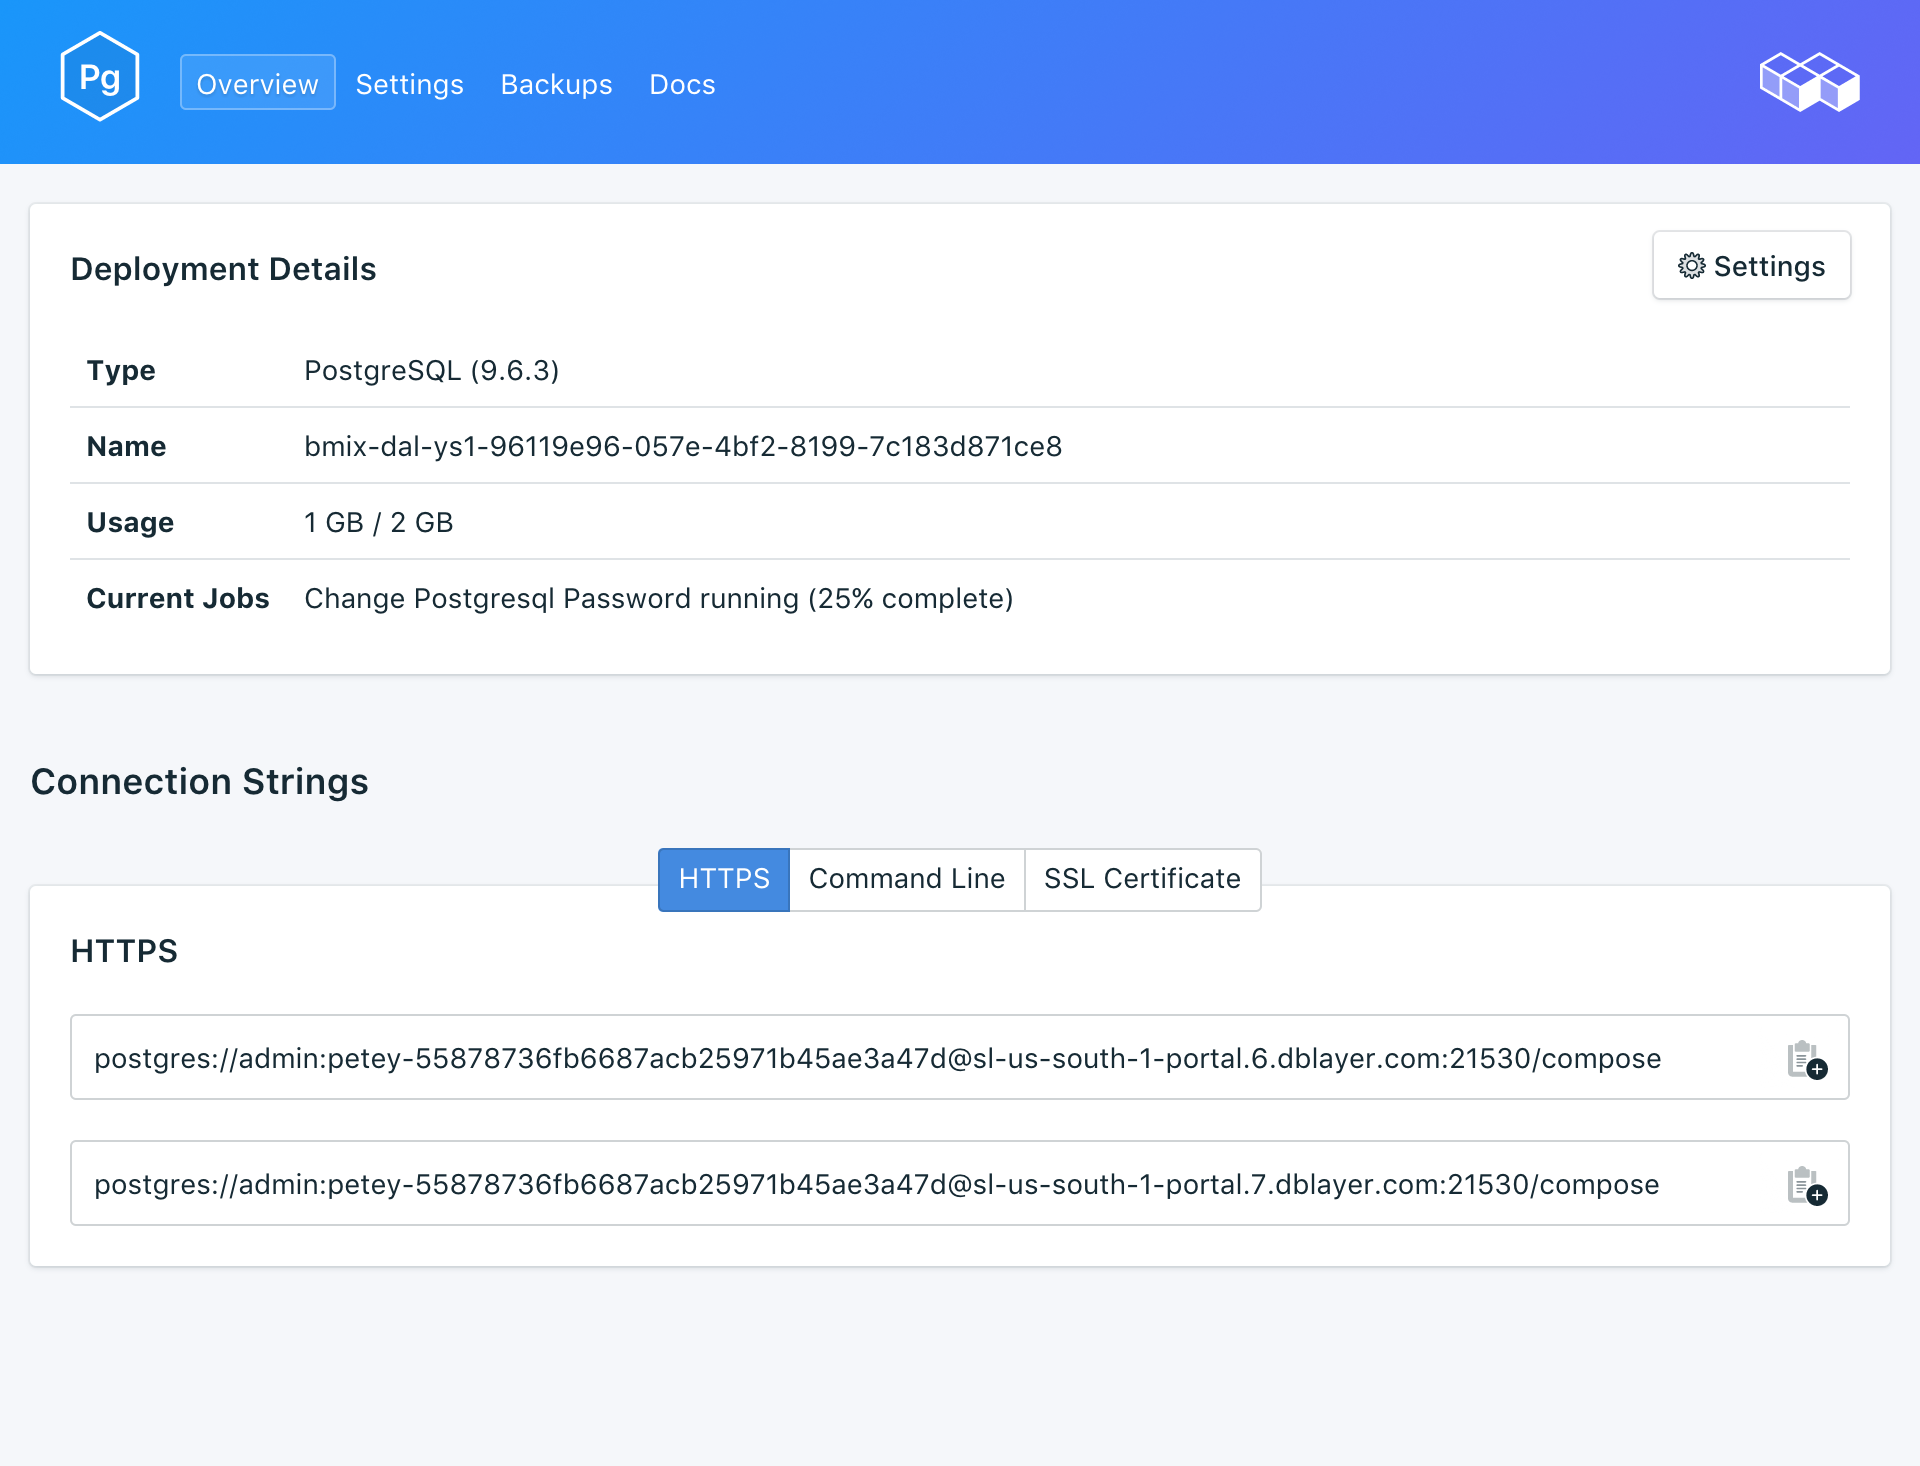 Pg
Overview Settings Backups Docs
Deployment Details
Settings
Type PostgreSQL (9.6.3)
Name bmix-dal-ys1-96119e96-057e-4bf2-8199-7c183d871ce8
Usage 1 GB / 2 GB
Current Jobs Change Postgresql Password running (25% complete)
Connection Strings
HTTPS Command Line SSL Certificate
HTTPS
postgres://admin:petey-55878736fb6687acb25971b45ae3a47d@sl-us-south-1-portal.6.dblayer.com:21530/compose
postgres://admin:petey-55878736fb6687acb25971b45ae3a47d@sl-us-south-1-portal.7.dblayer.com:21530/compose